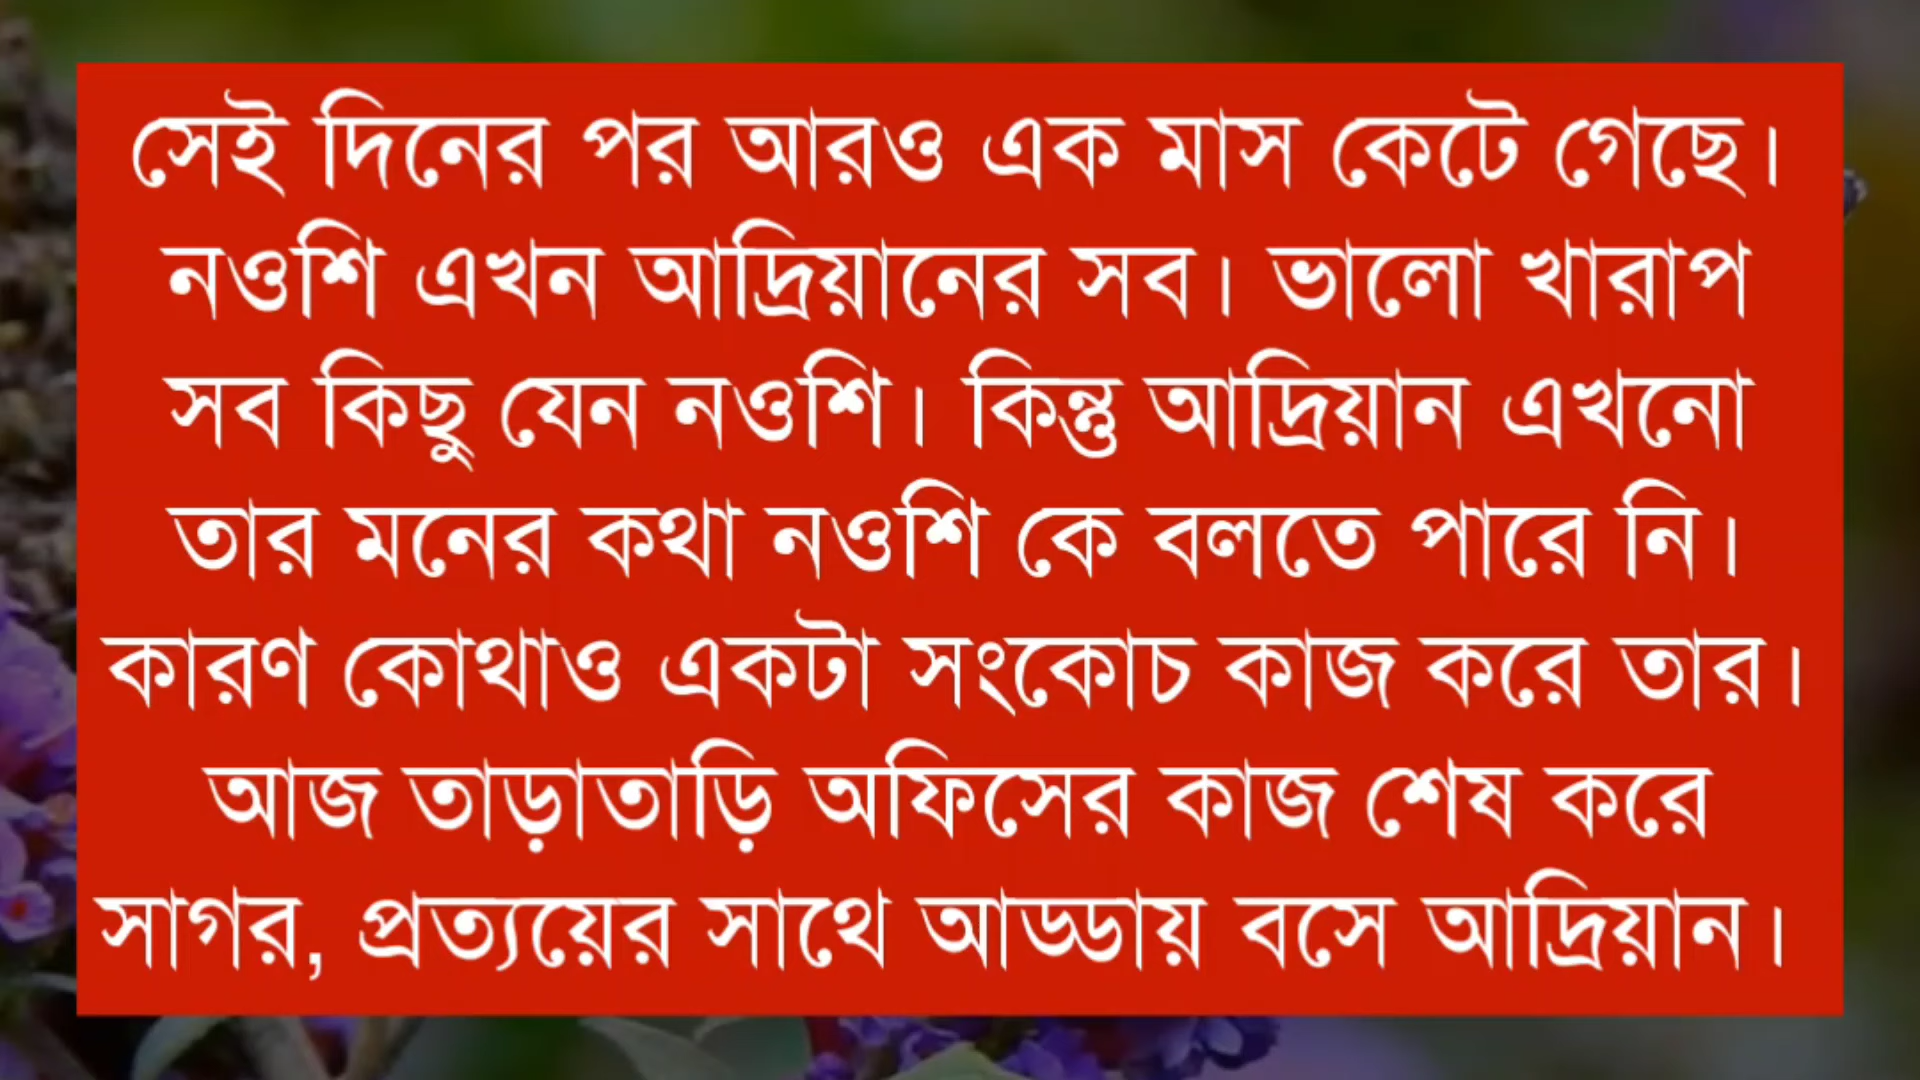 সেই দিনের পর আরও এক মাস কেটে গেছে।
নওশি এখন আদ্রিয়ানের সব। ভালো খারাপ
সব কিছু যেন নওশি। কিন্তু আদ্রিয়ান এখনো
তার মনের কথা নওশি কে বলতে পারে নি।
কারণ কোথাও একটা সংকোচ কাজ করে তার।
আজ তাড়াতাড়ি অফিসের কাজ শেষ করে
সাগর, প্রত্যয়ের সাথে আড্ডায় বসে আদ্রিয়ান।